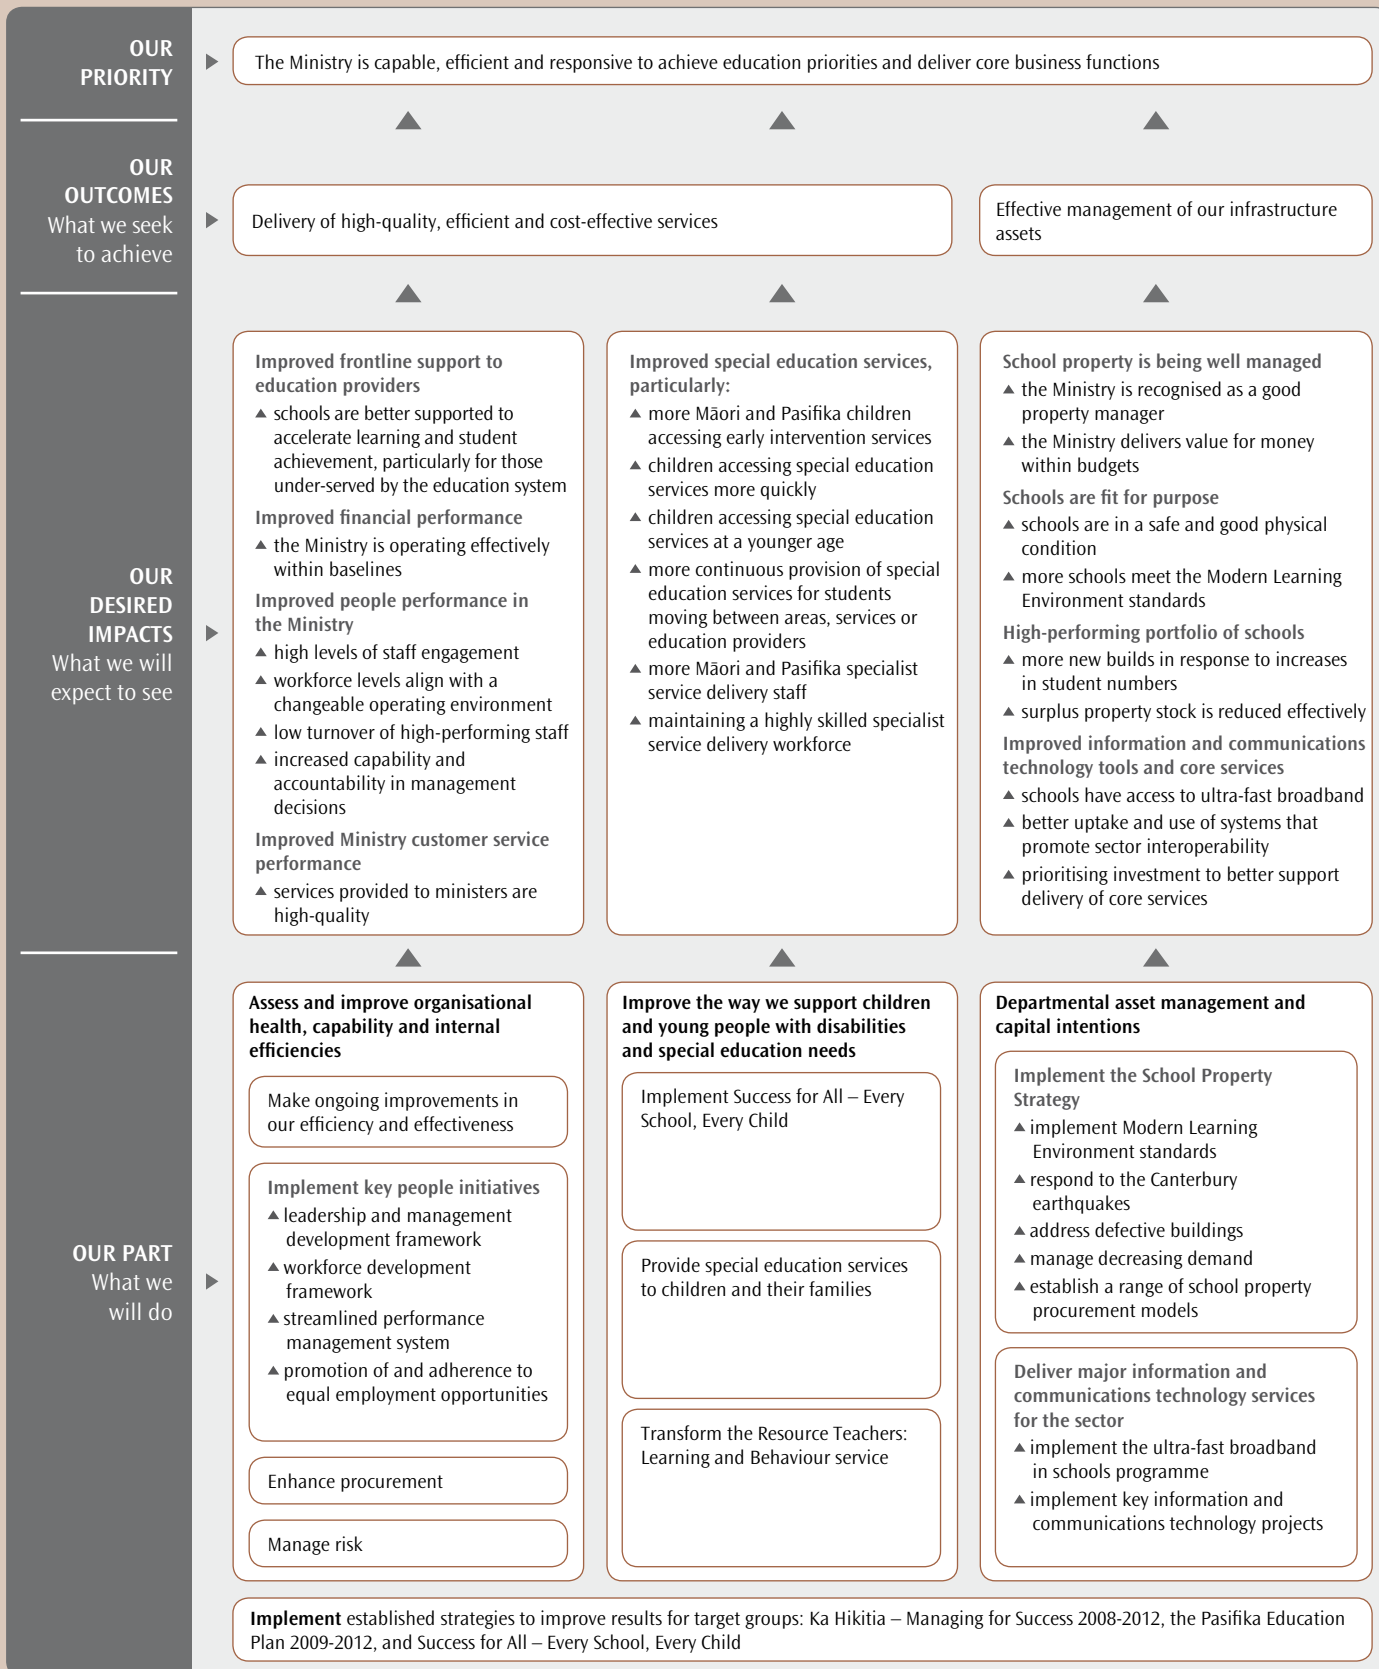 OUR
PRIORITY
The Ministry is capable, efficient and responsive to achieve education priorities and deliver core business functions
OUR
OUTCOMES
What we seek
to achieve
Delivery of high-quality, efficient and cost-effective services
Effective management of our infrastructure
assets
OUR
DESIRED
IMPACTS
What we will
expect to see
Improved frontline support to
education providers
▲ schools are better supported to
accelerate learning and student
achievement, particularly for those
under-served by the education system
Improved financial performance
▲ the Ministry is operating effectively
within baselines
Improved people performance in
the Ministry
▲ high levels of staff engagement
▲ workforce levels align with a
changeable operating environment
▲ low turnover of high-performing staff
▲ increased capability and
accountability in management
decisions
Improved Ministry customer service
performance
▲ services provided to ministers are
high-quality
Improved special education services,
particularly:
▲ more Māori and Pasifika children
accessing early intervention services
▲ children accessing special education
services more quickly
▲ children accessing special education
services at a younger age
▲ more continuous provision of special
education services for students
moving between areas, services or
education providers
▲ more Māori and Pasifika specialist
service delivery staff
▲ maintaining a highly skilled specialist
service delivery workforce
School property is being well managed
▲ the Ministry is recognised as a good
property manager
▲ the Ministry delivers value for money
within budgets
Schools are fit for purpose
▲ schools are in a safe and good physical
condition
▲ more schools meet the Modern Learning
Environment standards
High-performing portfolio of schools
▲ more new builds in response to increases
in student numbers
▲ surplus property stock is reduced effectively
Improved information and communications
technology tools and core services
▲ schools have access to ultra-fast broadband
▲ better uptake and use of systems that
promote sector interoperability
▲ prioritising investment to better support
delivery of core services
OUR PART
What we
will do
Assess and improve organisational
health, capability and internal
efficiencies
Make ongoing improvements in
our efficiency and effectiveness
Implement key people initiatives
▲ leadership and management
development framework
▲ workforce development
framework
▲ streamlined performance
management system
▲ promotion of and adherence to
equal employment opportunities
Enhance procurement
Manage risk
Improve the way we support children
and young people with disabilities
and special education needs
Implement Success for All – Every
School, Every Child
Provide special education services
to children and their families
Transform the Resource Teachers:
Learning and Behaviour service
Departmental asset management and
capital intentions
Implement the School Property
Strategy
▲ implement Modern Learning
Environment standards
▲ respond to the Canterbury
earthquakes
▲ address defective buildings
▲ manage decreasing demand
▲ establish a range of school property
procurement models
Deliver major information and
communications technology services
for the sector
▲ implement the ultra-fast broadband
in schools programme
▲ implement key information and
communications technology projects
Implement established strategies to improve results for target groups: Ka Hikitia – Managing for Success 2008-2012, the Pasifika Education
Plan 2009-2012, and Success for All – Every School, Every Child